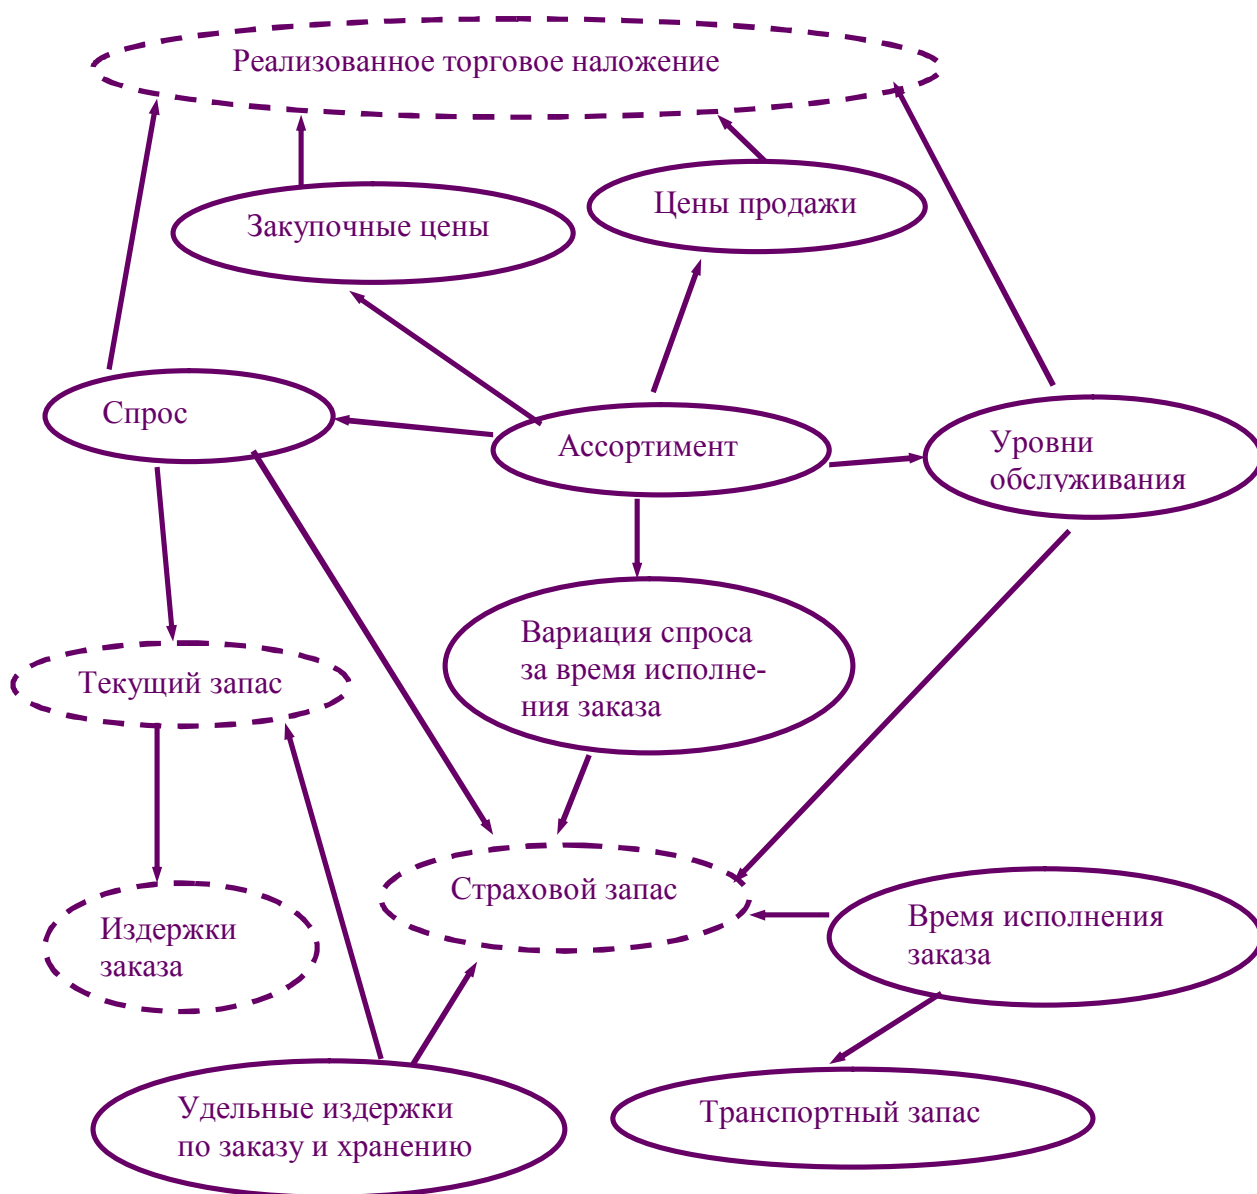 Реализованное торговое наложение
Цены продажи
Закупочные цены
Спрос
Ассортимент
Уровни
обслуживания
Вариация спроса
за время исполне-
ния заказа
Текущий запас
Страховой запас
Издержки
заказа
Время исполнения
заказа
Удельные издержки
по заказу и хранению
Транспортный запас